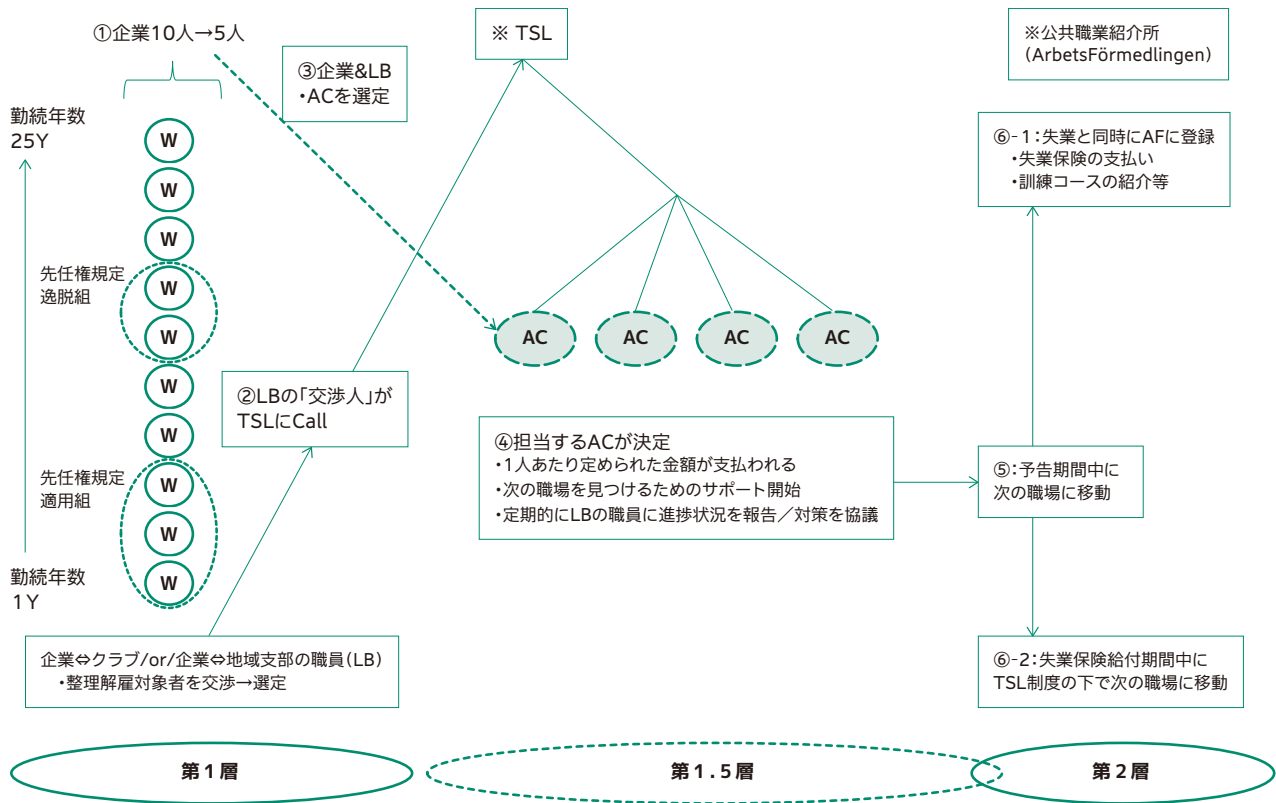 ①企業10人→5人
勤続年数
25Y
W
W
W
先任権規定
逸脱組
W
W
W
W
先任権規定
適用組
W
W
W
勤続年数
1Y
企業⇔クラブ/or/企業⇔地域支部の職員(LB)
・整理解雇対象者を交渉→選定
②LBの「交渉人」が
TSLにCall
③企業&LB
・ACを選定
※ TSL
AC
AC
AC
AC
④担当するACが決定
・1人あたり定められた金額が支払われる
・次の職場を見つけるためのサポート開始
・定期的にLBの職員に進捗状況を報告／対策を協議
※公共職業紹介所
(ArbetsFörmedlingen)
⑥-1：失業と同時にAFに登録
・失業保険の支払い
・訓練コースの紹介等
⑤：予告期間中に
次の職場に移動
⑥-2：失業保険給付期間中に
TSL制度の下で次の職場に移動
第1層
第1.5層
第2層